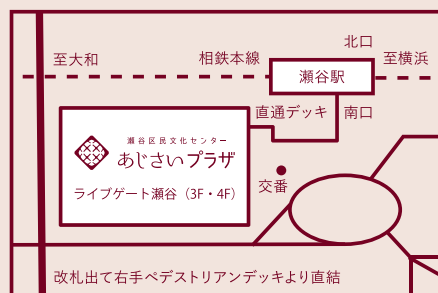 北口
至大和
相鉄本線
至横浜
瀬谷駅
直通デッキ
南口
瀬谷区民文化センター
あじさいプラザ
ライブゲート瀬谷（3F・4F）
交番
改札出て右手ペデストリアンデッキより直結